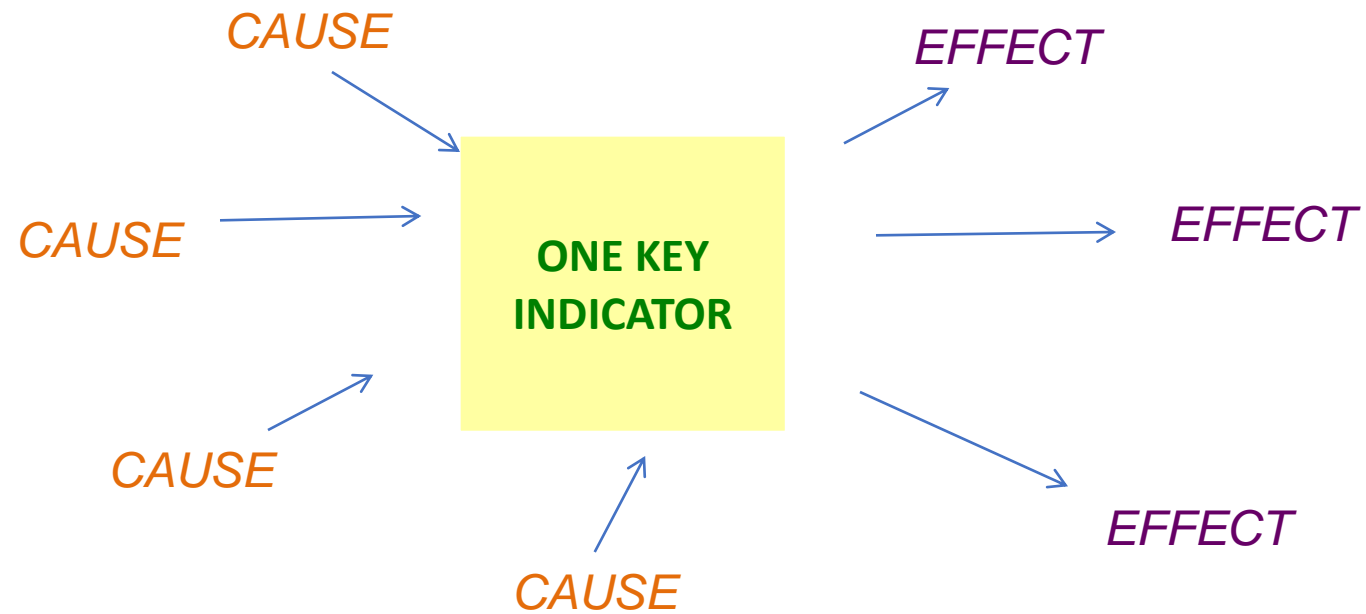 CAUSE
EFFECT
CAUSE
EFFECT
ONE KEY
INDICATOR
CAUSE
EFFECT
CAUSE